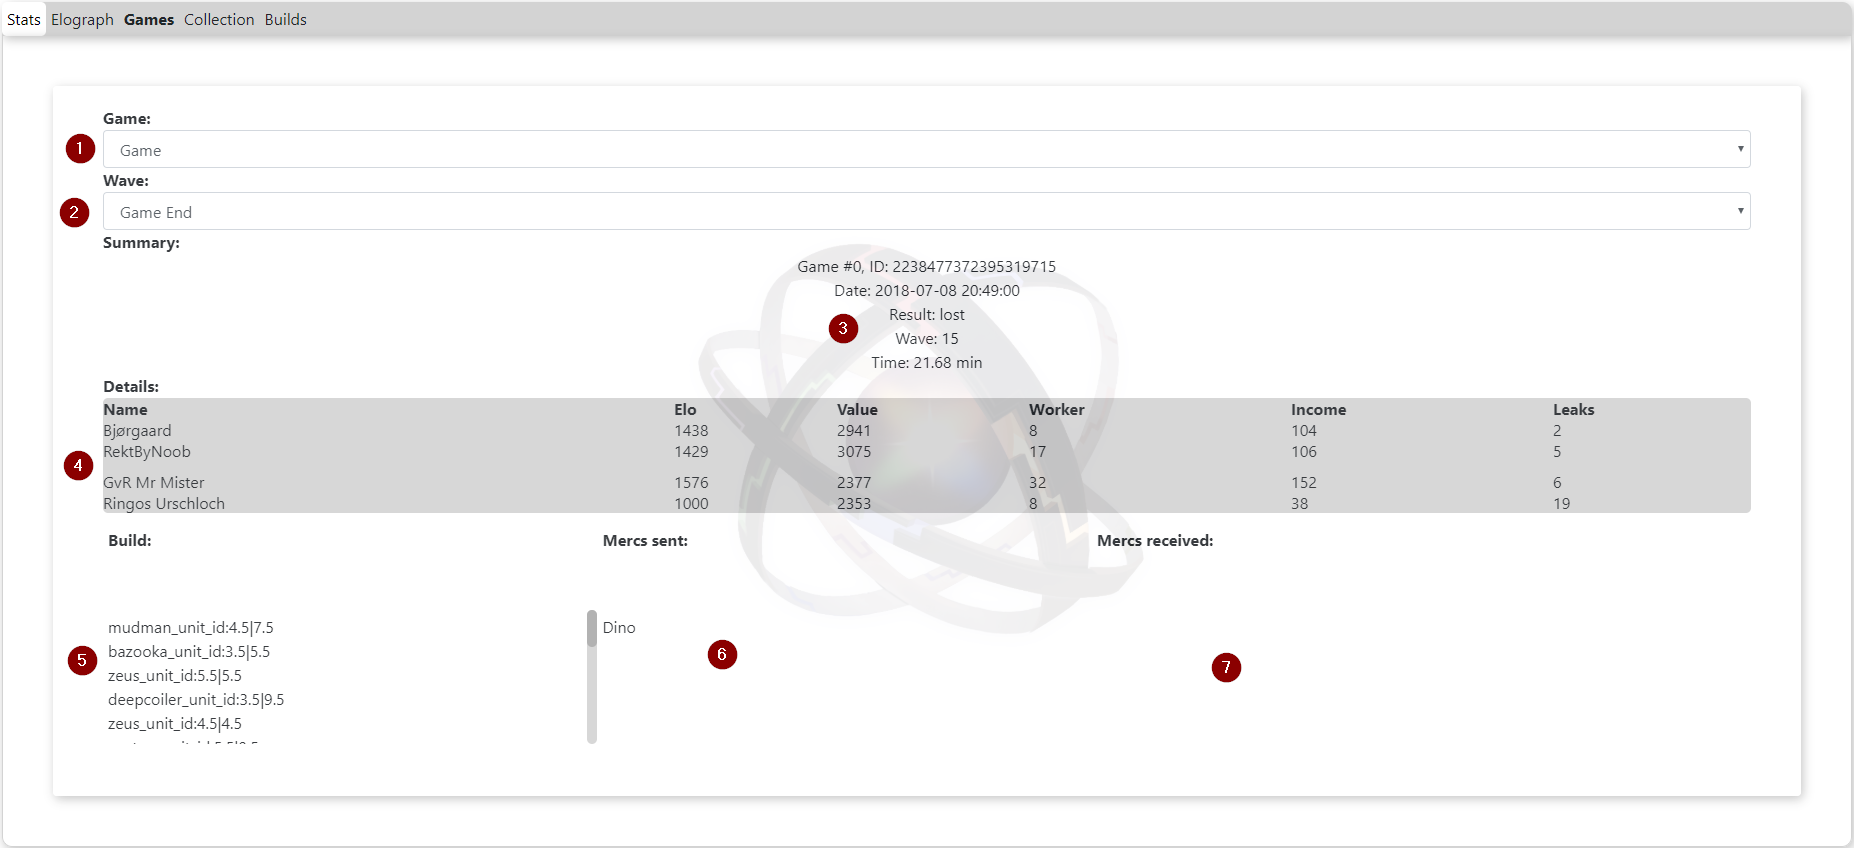 Stats Elograph Games Collection Builds
Game:
1 Game
Wave:
2 Game End
Summary:
Game #0, ID: 2238477372395319715
Date: 2018-07-08 20:49:00
Result: lost
3
Wave: 15
Time: 21.68 min
Details:
Name Elo Value Worker Income Leaks
Bjørgaard 1438 2941 8 104 2
RektByNoob 1429 3075 17 106 5
4
GvR Mr Mister 1576 2377 32 152 6
Ringos Urschloch 1000 2353 8 38 19
Build: Mercs sent: Mercs received:
mudman_unit_id:4.5|7.5 Dino
bazooka_unit_id:3.5|5.5
5 6 7
zeus_unit_id:5.5|5.5
deepcoiler_unit_id:3.5|9.5
zeus_unit_id:4.5|4.5